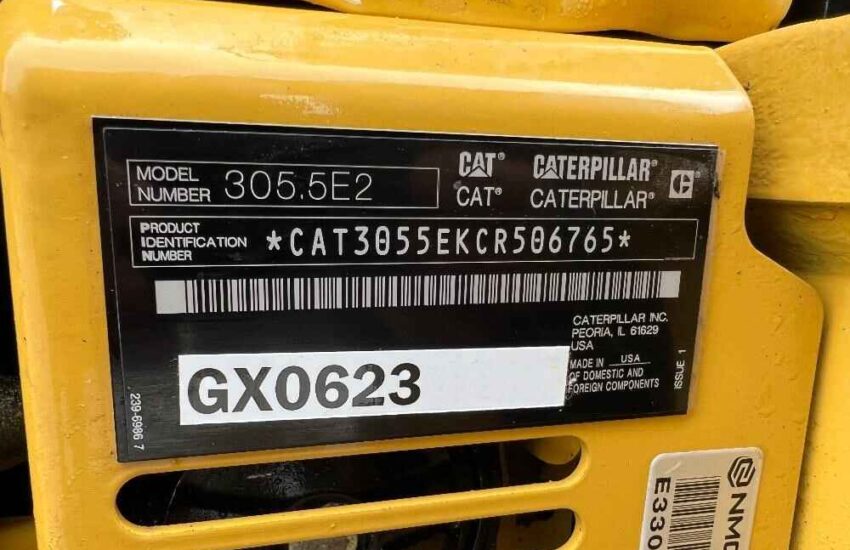 MODEL NUMBER 305.5E2
CAT® CATERPILLAR®
CAT® CATERPILLAR®
PRODUCT IDENTIFICATION NUMBER *CAT3055EKCR506765*
CATERPILLAR INC.
PEORIA, IL 61629
USA
MADE IN USA
OF DOMESTIC AND
FOREIGN COMPONENTS
ISSUE 1
GX0623
239-6986 7
E330